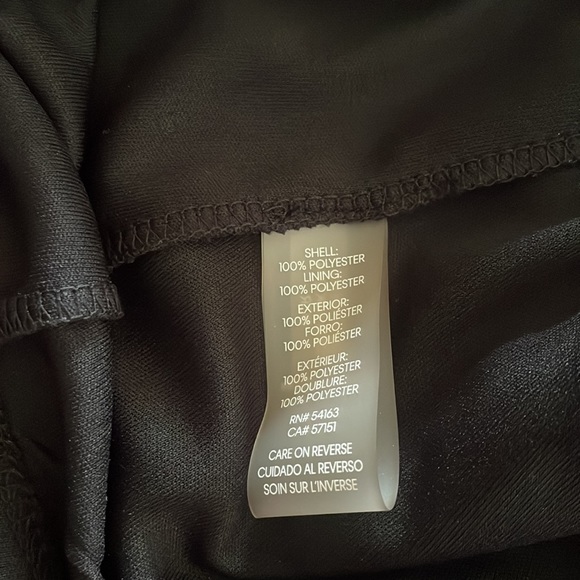 SHELL:
100% POLYESTER
LINING:
100% POLYESTER
EXTERIOR:
100% POLIÉSTER
FORRO:
100% POLIÉSTER
EXTÉRIEUR:
100% POLYESTER
DOUBLURE:
100% POLYESTER
RN# 54163
CA# 57151
CARE ON REVERSE
CUIDADO AL REVERSO
SOIN SUR L'INVERSE